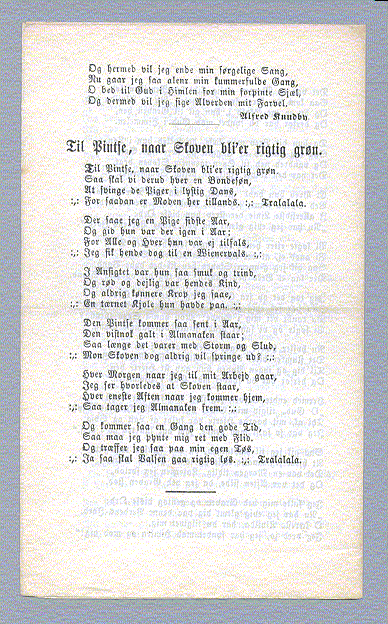 Og hermed vil jeg ende min sørgelige Sang,
Nu gaar jeg saa alene min kummerfulde Gang,
O bed til Gud i Himlen for min forpinte Sjæl,
Og dermed vil jeg sige Alverden mit Farvel.
Alfred Knudby.
Til Pintse, naar Skoven bli'er rigtig grøn.
Til Pintse, naar Skoven bli'er rigtig grøn.
Saa skal vi derud hver en Bondesøn,
At svinge de Piger i lystig Dans,
:,: For saadan er Moden her tillands. :,: Tralalala.
Der saae jeg en Pige sidste Aar,
Og gid hun var der igen i Aar;
For Alle og Hver hun var ej tilfals,
:,: Jeg fik hende dog til en Wienervals. :,:
I Ansigtet var hun saa smuk og trind,
Og rød og dejlig var hendes Kind,
Og aldrig kønnere Krop jeg saae,
:,: En tærnet Kjole hun havde paa. :,:
Den Pintse kommer saa sent i Aar,
Den vistnok galt i Almanaken staar;
Saa længe det varer med Storm og Slud,
:,: Mon Skoven dog aldrig vil springe ud? :,:
Hver Morgen naar jeg til mit Arbejd gaar,
Jeg ser hvorledes at Skoven staar,
Hver eneste Aften naar jeg kommer hjem,
:,: Saa tager jeg Almanaken frem. :,:
Og kommer saa en Gang den gode Tid,
Saa maa jeg pynte mig ret med Flid.
Og træffer jeg saa paa min egen Tøs,
:,: Ja saa skal Valsen gaa rigtig løs. :,: Tralalala.